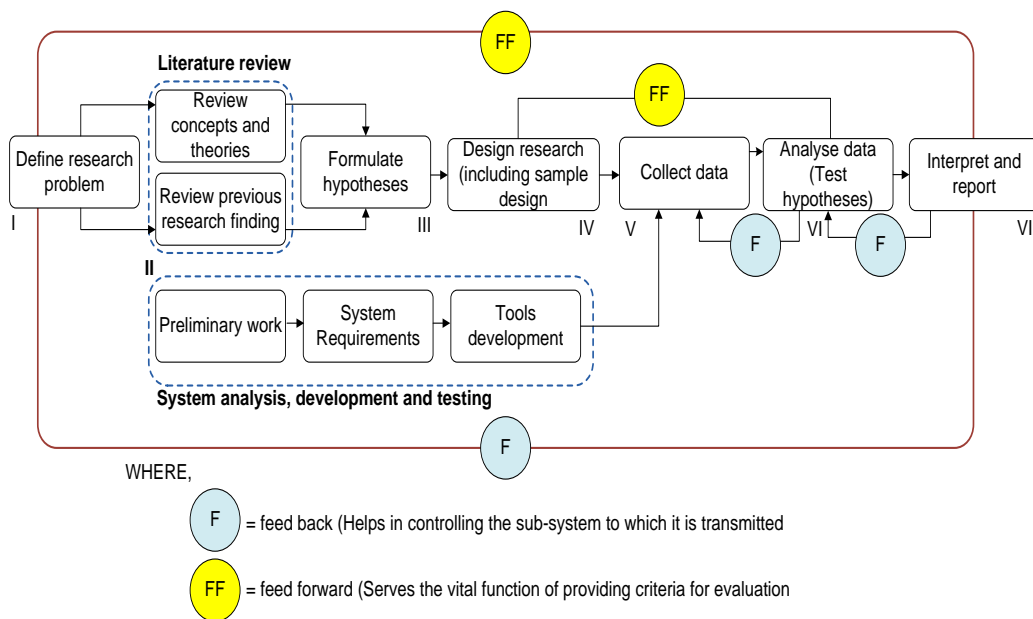 FF
Literature review
FF
Review
concepts and
theories
Define research
problem
I
Review previous
research finding
II
Formulate
hypotheses
III
Design research
(including sample
design
IV
Collect data
V
Analyse data
(Test
hypotheses)
VI
Interpret and
report
VI
F
F
Preliminary work
System
Requirements
Tools
development
System analysis, development and testing
F
WHERE,
F
= feed back (Helps in controlling the sub-system to which it is transmitted
FF
= feed forward (Serves the vital function of providing criteria for evaluation